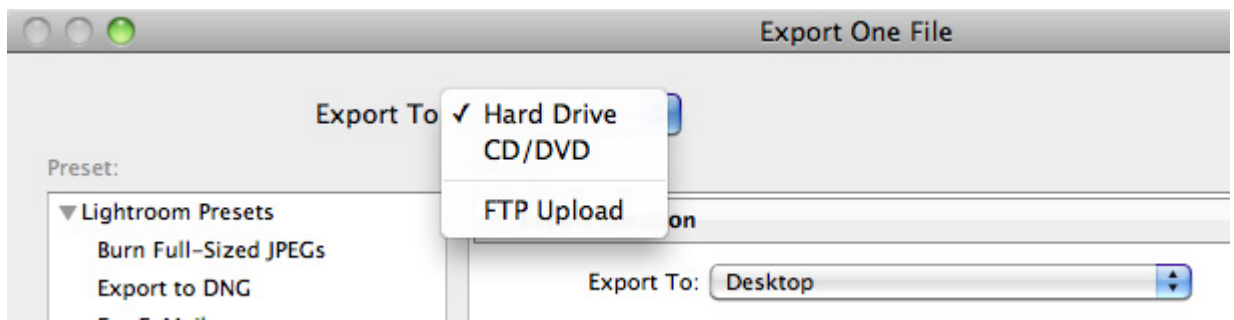 Export One File
Export To
✓ Hard Drive
CD/DVD
FTP Upload
Preset:
Lightroom Presets
on
Burn Full-Sized JPEGs
Export to DNG
Export To: Desktop